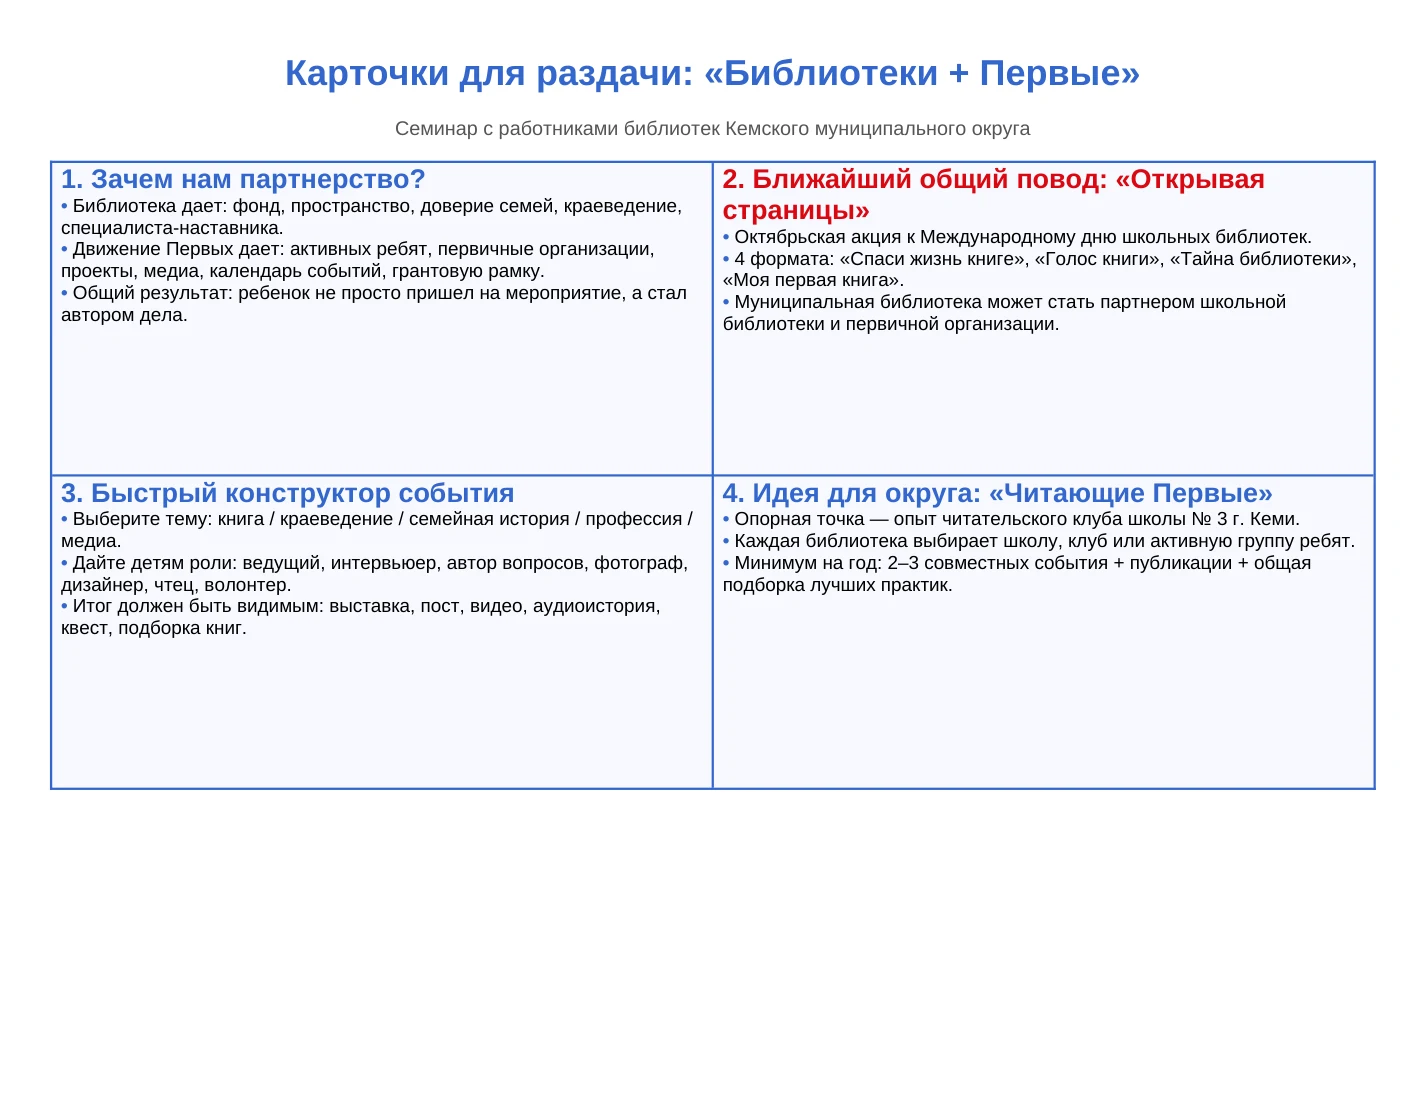 Карточки для раздачи: «Библиотеки + Первые»
Семинар с работниками библиотек Кемского муниципального округа
1. Зачем нам партнерство?
• Библиотека дает: фонд, пространство, доверие семей, краеведение,
специалиста-наставника.
• Движение Первых дает: активных ребят, первичные организации,
проекты, медиа, календарь событий, грантовую рамку.
• Общий результат: ребенок не просто пришел на мероприятие, а стал
автором дела.
2. Ближайший общий повод: «Открывая
страницы»
• Октябрьская акция к Международному дню школьных библиотек.
• 4 формата: «Спаси жизнь книге», «Голос книги», «Тайна библиотеки»,
«Моя первая книга».
• Муниципальная библиотека может стать партнером школьной
библиотеки и первичной организации.
3. Быстрый конструктор события
• Выберите тему: книга / краеведение / семейная история / профессия /
медиа.
• Дайте детям роли: ведущий, интервьюер, автор вопросов, фотограф,
дизайнер, чтец, волонтер.
• Итог должен быть видимым: выставка, пост, видео, аудиоистория,
квест, подборка книг.
4. Идея для округа: «Читающие Первые»
• Опорная точка — опыт читательского клуба школы № 3 г. Кеми.
• Каждая библиотека выбирает школу, клуб или активную группу ребят.
• Минимум на год: 2–3 совместных события + публикации + общая
подборка лучших практик.